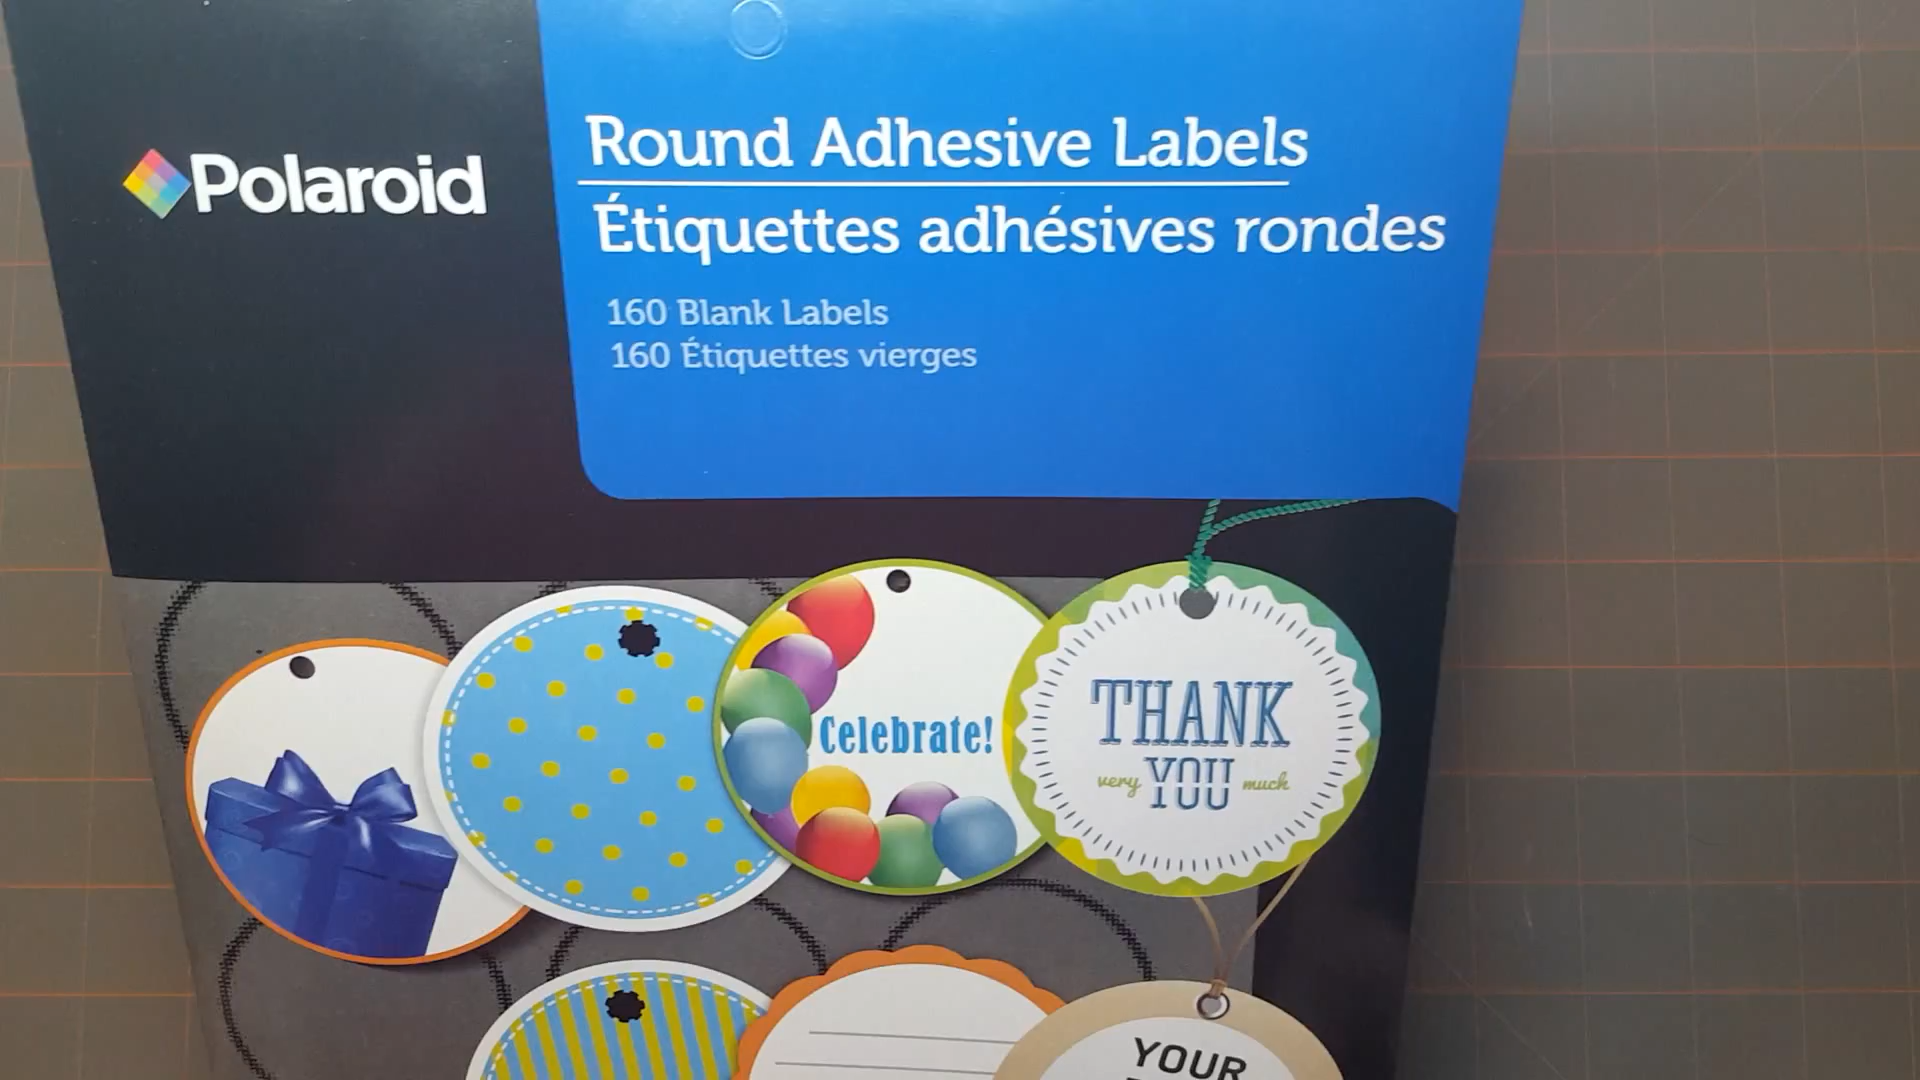 Polaroid
Round Adhesive Labels
Étiquettes adhésives rondes
160 Blank Labels
160 Étiquettes vierges
Celebrate!
THANK
very YOU much
YOUR